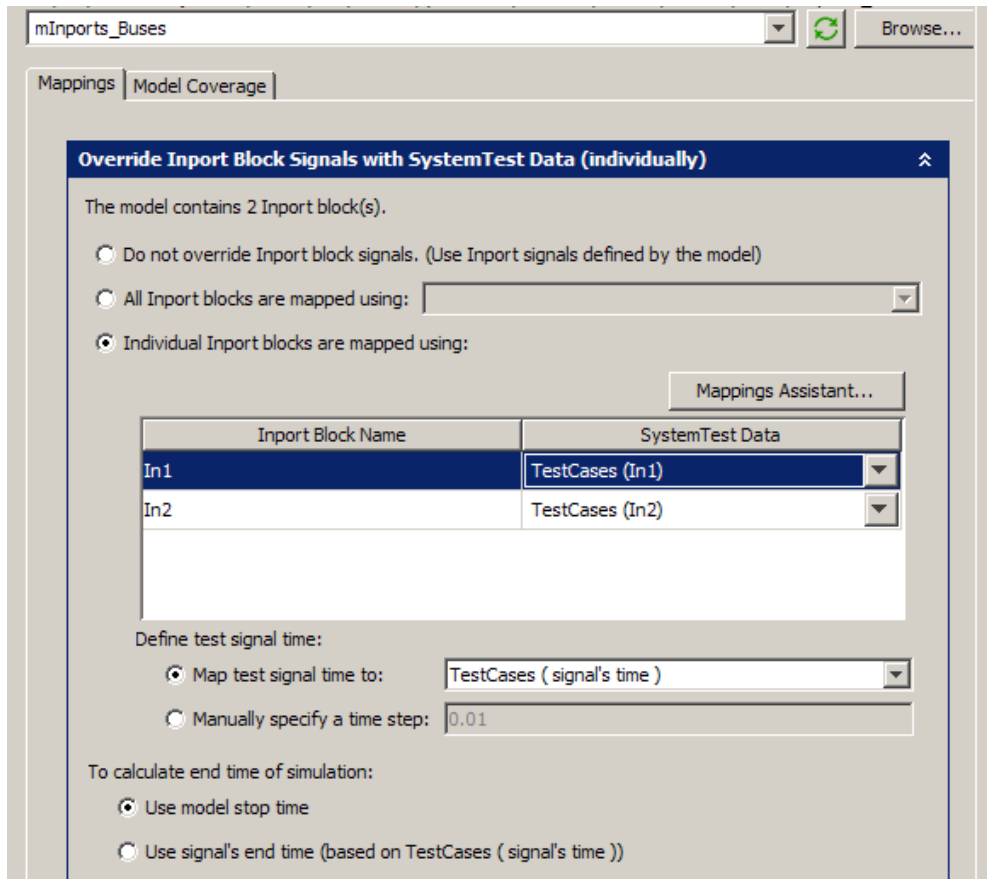 mInports_Buses
Browse...
Mappings
Model Coverage
Override Inport Block Signals with SystemTest Data (individually)
The model contains 2 Inport block(s).
Do not override Inport block signals. (Use Inport signals defined by the model)
All Inport blocks are mapped using:
Individual Inport blocks are mapped using:
Mappings Assistant...
Inport Block Name SystemTest Data
In1 TestCases (In1)
In2 TestCases (In2)
Define test signal time:
Map test signal time to: TestCases ( signal's time )
Manually specify a time step: 0.01
To calculate end time of simulation:
Use model stop time
Use signal's end time (based on TestCases ( signal's time ))